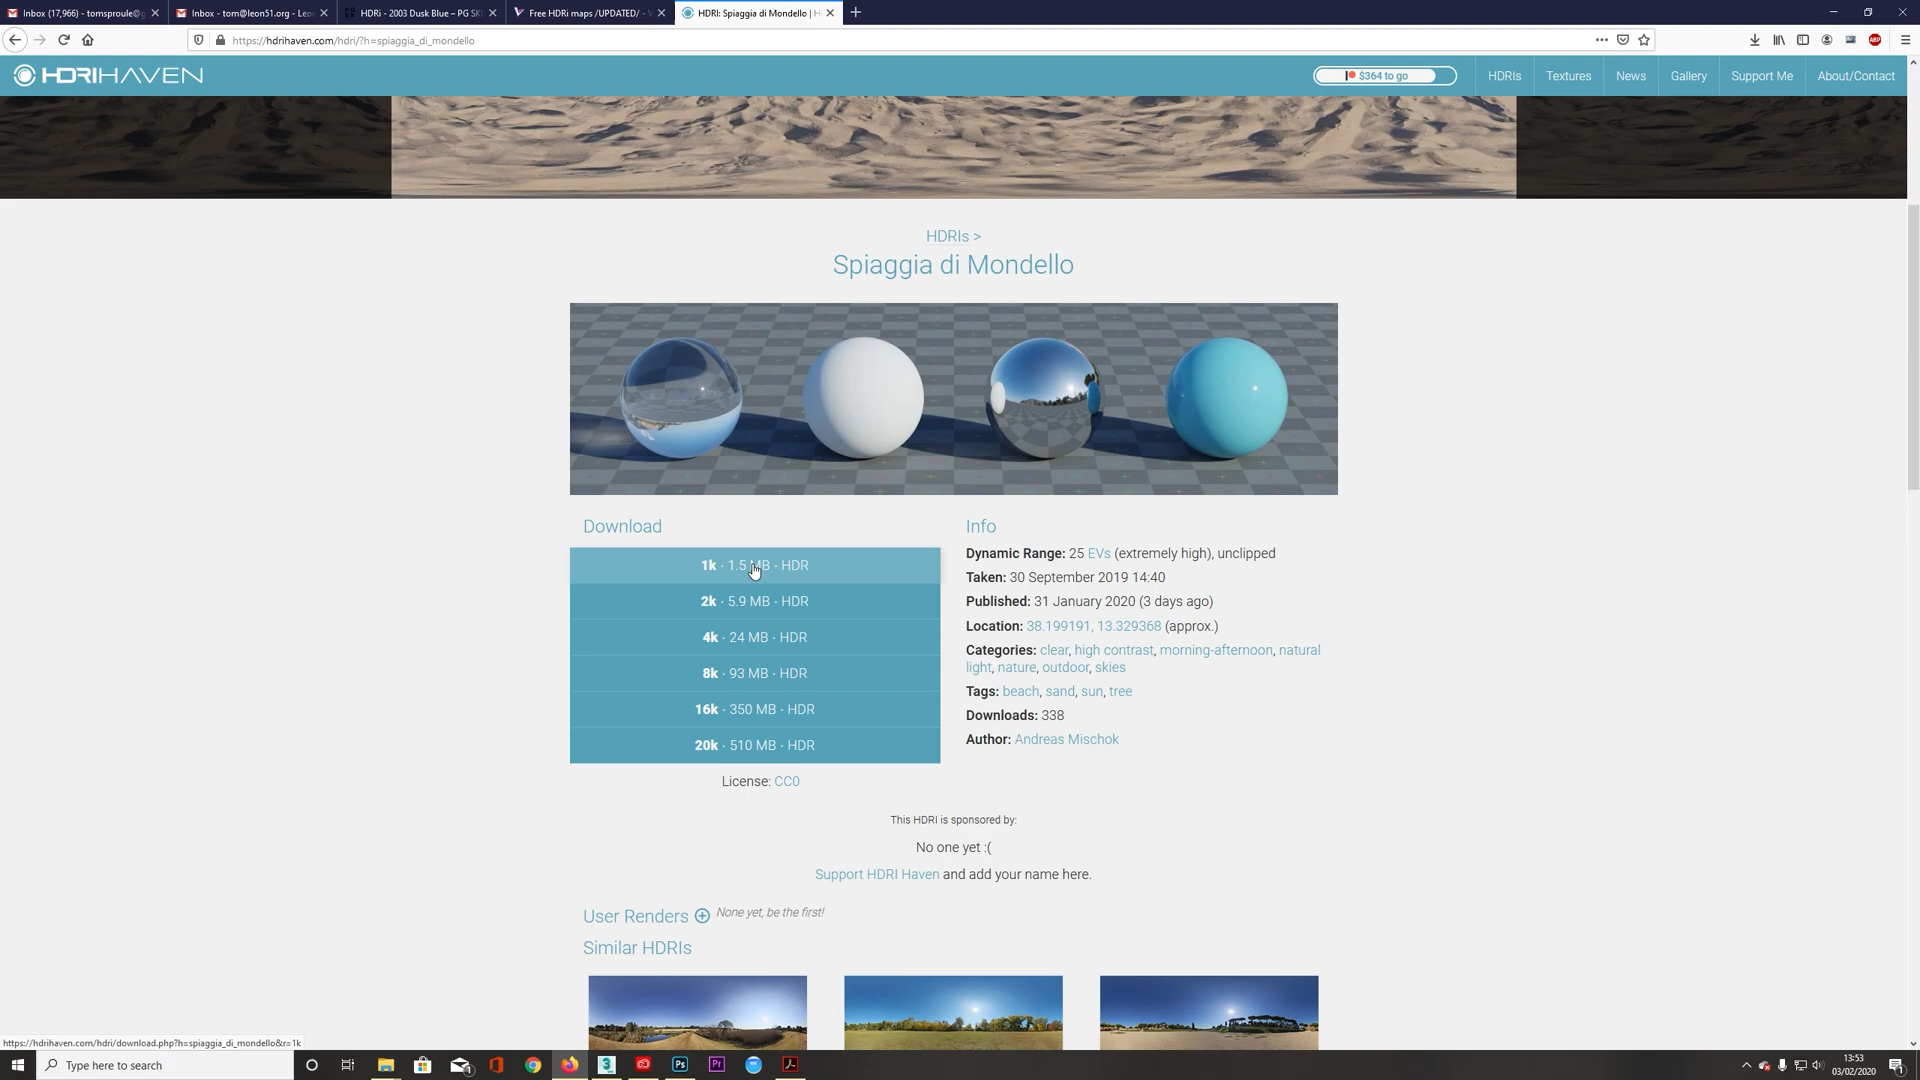 Inbox (17,966) - tomsproule@g
Inbox - tom@leon51.org - Leo
HDRi - 2003 Dusk Blue – PG SK
Free HDRi maps /UPDATED/ - V
HDRI: Spiaggia di Mondello | H
https://hdrihaven.com/hdri/?h=spiaggia_di_mondello
ABP
HDRIHAVEN
$364 to go
HDRIs
Textures
News
Gallery
Support Me
About/Contact
HDRIs >
Spiaggia di Mondello
Download
1k · 1.5 MB · HDR
2k · 5.9 MB · HDR
4k · 24 MB · HDR
8k · 93 MB · HDR
16k · 350 MB · HDR
20k · 510 MB · HDR
License: CC0
Info
Dynamic Range: 25 EVs (extremely high), unclipped
Taken: 30 September 2019 14:40
Published: 31 January 2020 (3 days ago)
Location: 38.199191, 13.329368 (approx.)
Categories: clear, high contrast, morning-afternoon, natural
light, nature, outdoor, skies
Tags: beach, sand, sun, tree
Downloads: 338
Author: Andreas Mischok
This HDRI is sponsored by:
No one yet :(
Support HDRI Haven and add your name here.
User Renders None yet, be the first!
Similar HDRIs
https://hdrihaven.com/hdri/download.php?h=spiaggia_di_mondello&r=1k
Type here to search
3
Ps
Pr
13:53
03/02/2020